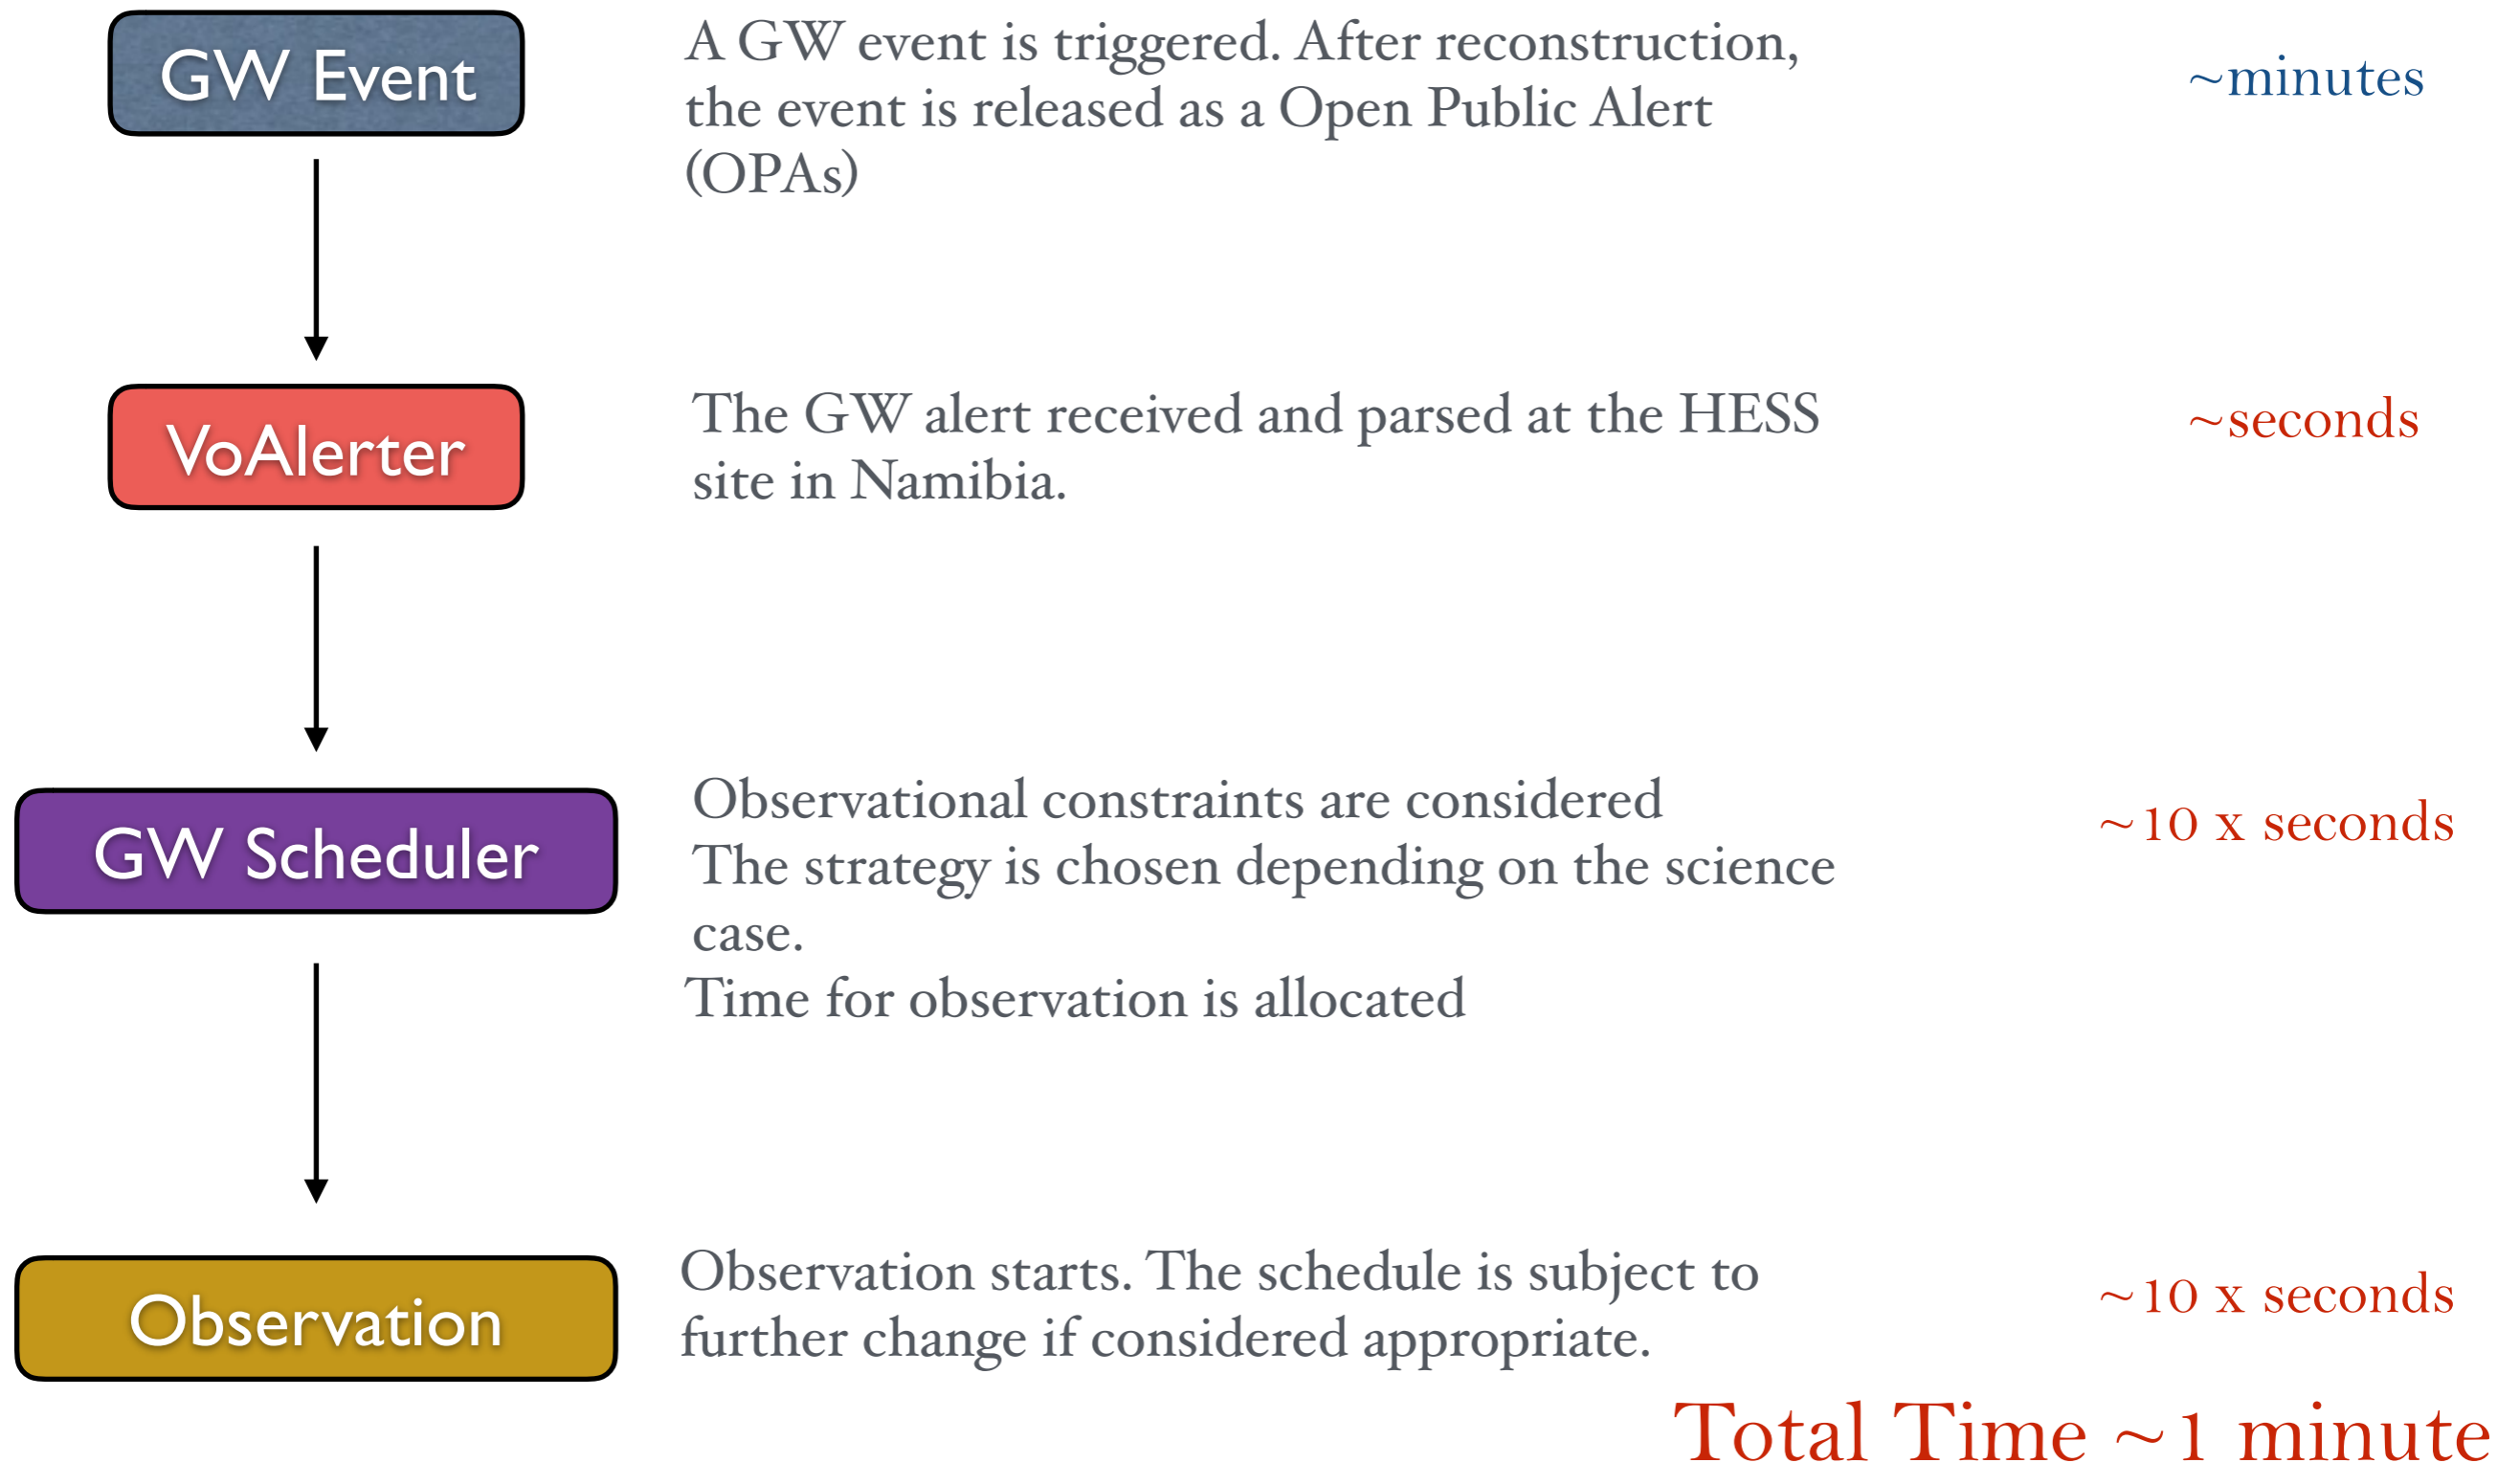 GW Event
A GW event is triggered. After reconstruction,
the event is released as a Open Public Alert
(OPAs)
~minutes
VoAlerter
The GW alert received and parsed at the HESS
site in Namibia.
~seconds
GW Scheduler
Observational constraints are considered
The strategy is chosen depending on the science
case.
Time for observation is allocated
~10 x seconds
Observation
Observation starts. The schedule is subject to
further change if considered appropriate.
~10 x seconds
Total Time ~1 minute